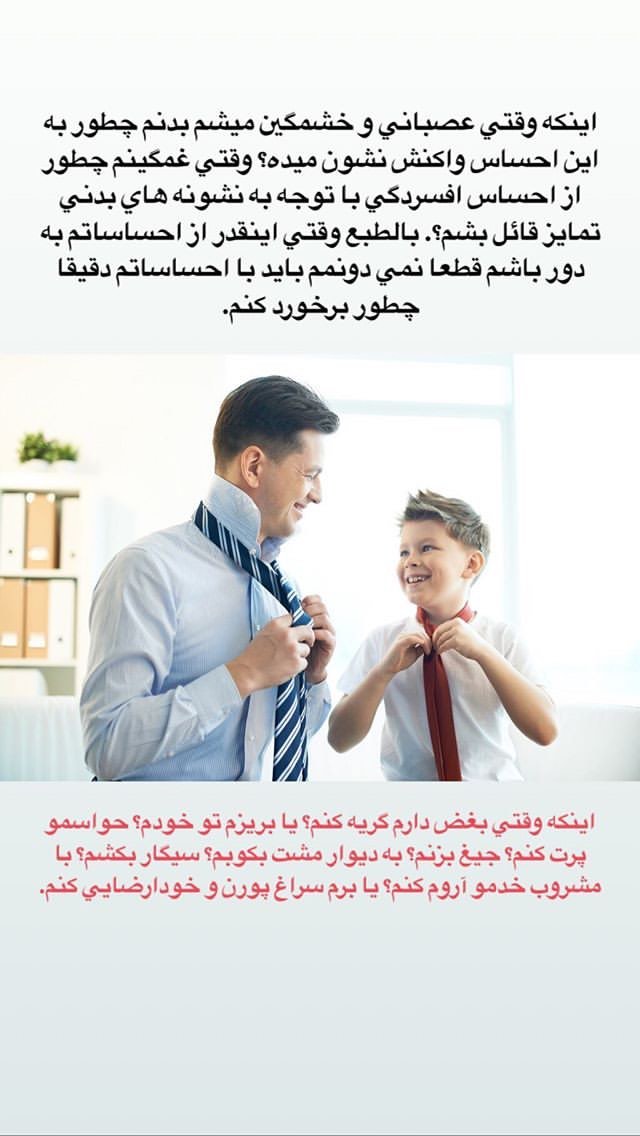 اينكه وقتي عصباني و خشمگين ميشم بدنم چطور به
اين احساس واكنش نشون ميده؟ وقتي غمگينم چطور
از احساس افسردگي با توجه به نشونه هاي بدني
تمايز قائل بشم؟. بالطبع وقتي اينقدر از احساساتم به
دور باشم قطعا نمي دونمم بايد با احساساتم دقيقا
چطور برخورد كنم.
اينكه وقتي بغض دارم گريه كنم؟ يا بريزم تو خودم؟ حواسمو
پرت كنم؟ جيغ بزنم؟ به ديوار مشت بكوبم؟ سيگار بكشم؟ با
مشروب خدمو آروم كنم؟ يا برم سراغ پورن و خودارضايي كنم.